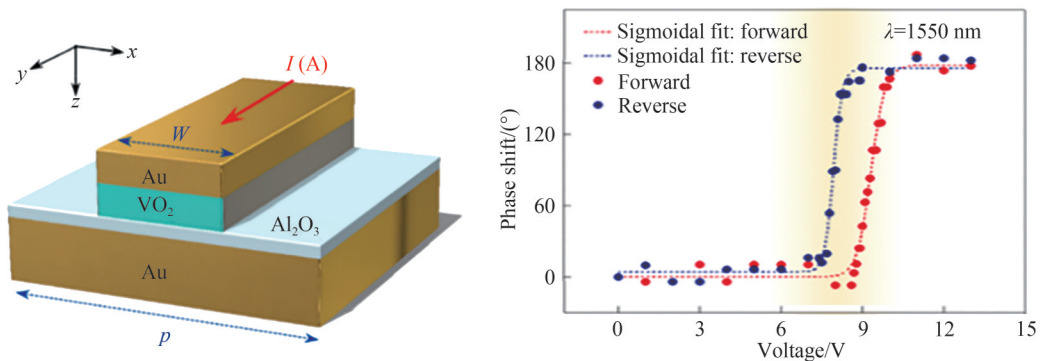 x
y
z
I (A)
W
Au
VO₂
Al₂O₃
Au
p
Sigmoidal fit: forward
Sigmoidal fit: reverse
Forward
Reverse
λ=1550 nm
Phase shift/(°)
180
120
60
0
0
3
6
9
12
15
Voltage/V